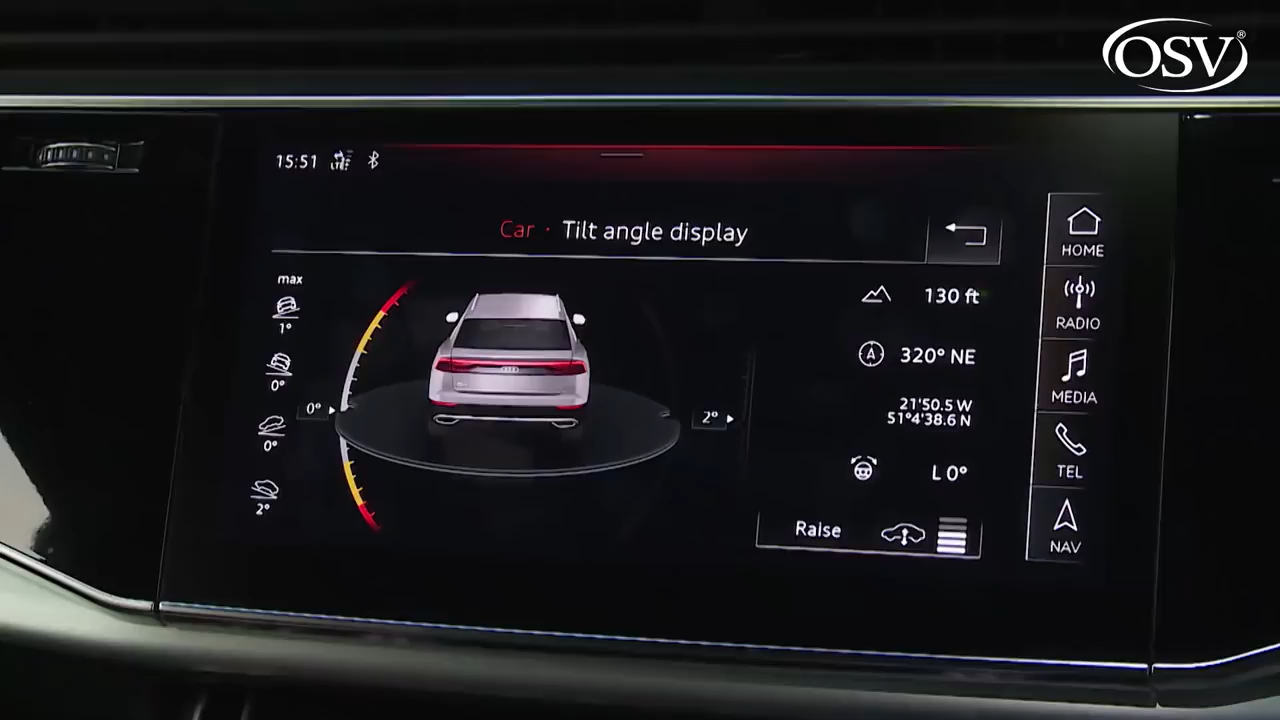 OSV®
15:51 LTE
Car · Tilt angle display
max
1°
0°
0°
2°
0°
2°
130 ft
A
320° NE
21'50.5 W
51°4'38.6 N
L 0°
Raise
HOME
RADIO
MEDIA
TEL
NAV